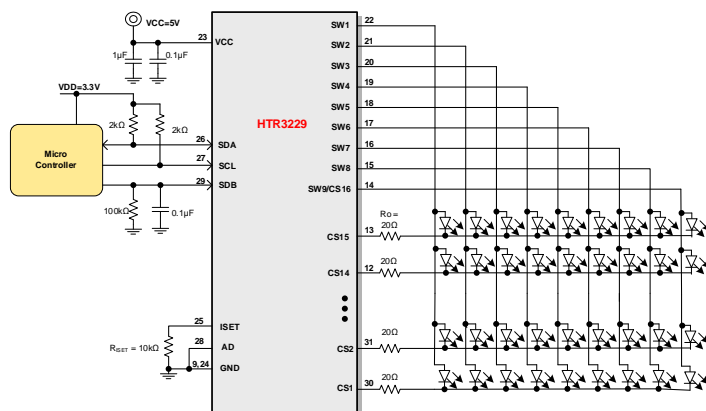 VCC=5V
23
VCC
1µF
0.1µF
VDD=3.3V
2kΩ
2kΩ
HTR3229
Micro
Controller
26
SDA
27
SCL
29
SDB
100kΩ
0.1µF
25
ISET
RISET = 10kΩ
28
AD
9,24
GND
SW1
22
SW2
21
SW3
20
SW4
19
SW5
18
SW6
17
SW7
16
SW8
15
SW9/CS16
14
Ro=
CS15
13
20Ω
CS14
12
20Ω
CS2
31
20Ω
CS1
30
20Ω